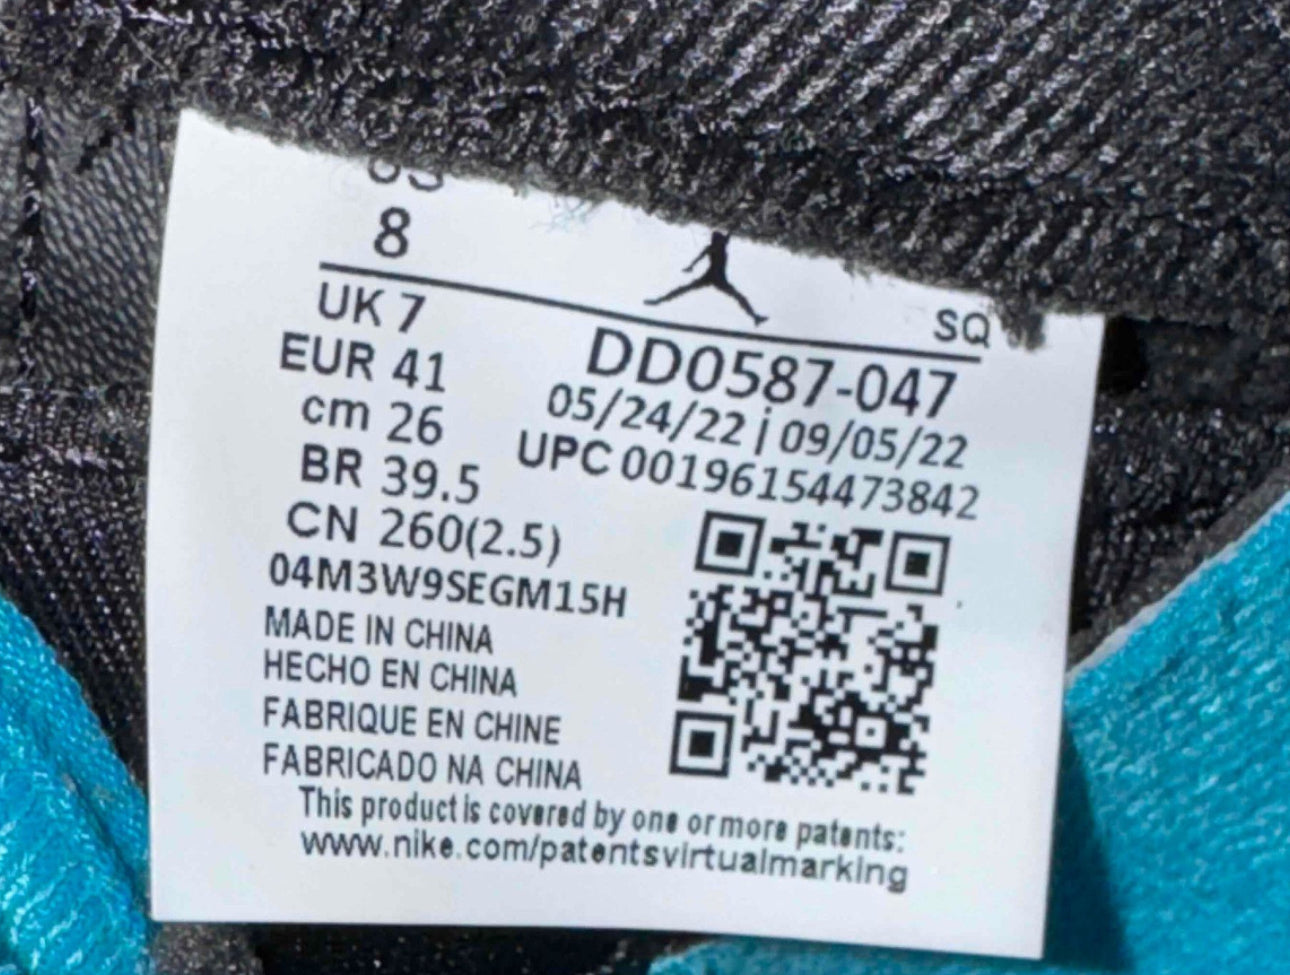 US
8
SQ
UK 7
EUR 41
cm 26
BR 39.5
CN 260(2.5)
DD0587-047
05/24/22 | 09/05/22
UPC 00196154473842
04M3W9SEGM15H
MADE IN CHINA
HECHO EN CHINA
FABRIQUE EN CHINE
FABRICADO NA CHINA
This product is covered by one or more patents:
www.nike.com/patentsvirtualmarking